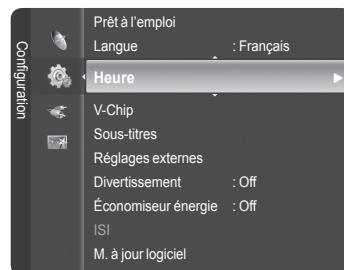 Configuration
Prêt à l'emploi
Langue : Français
Heure
V-Chip
Sous-titres
Réglages externes
Divertissement : Off
Économiseur énergie : Off
ISI
M. à jour logiciel